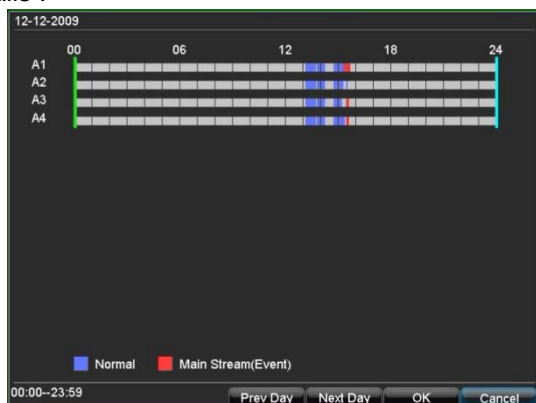 12-12-2009
00 06 12 18 24
A1
A2
A3
A4
Normal Main Stream(Event)
00:00--23:59 Prev Day Next Day OK Cancel